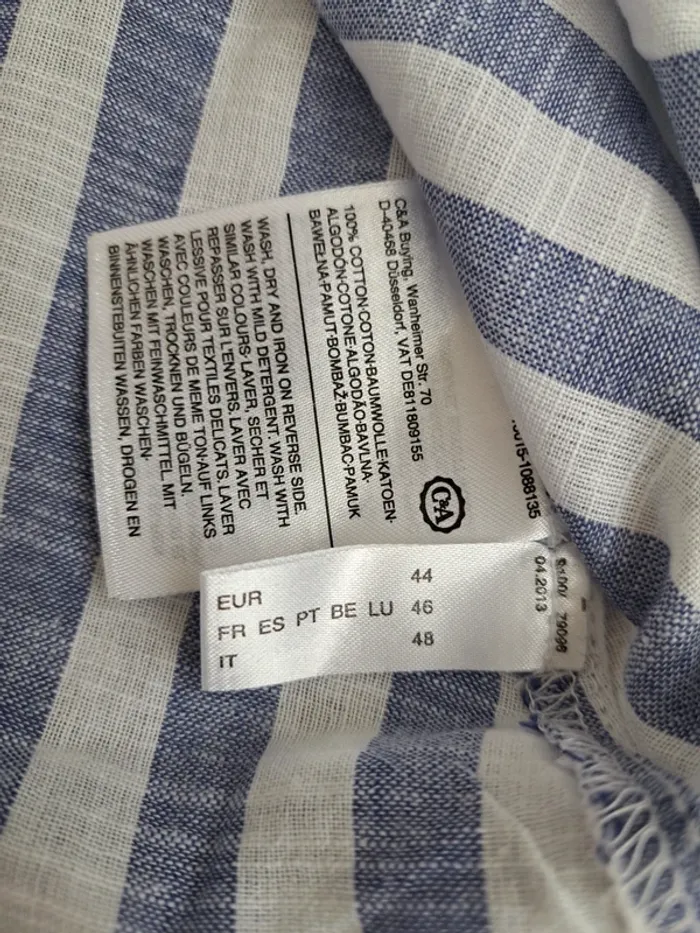 C&A Buying, Wanheimer Str. 70
D-40468 Düsseldorf, VAT DE811809155
100% COTTON·COTON·BAUMWOLLE·KATOEN·
ALGODÓN·COTONE·ALGODÃO·BAVLNA·
BAWEŁNA·PAMUT·BOMBAŽ·BUMBAC·PAMUK
C&A
WASH, DRY AND IRON ON REVERSE SIDE.
WASH WITH MILD DETERGENT. WASH WITH
SIMILAR COLOURS·LAVER, SECHER ET
REPASSER SUR L'ENVERS. LAVER AVEC
LESSIVE POUR TEXTILES DELICATS. LAVER
AVEC COULEURS DE MEME TON·AUF LINKS
WASCHEN, TROCKNEN UND BÜGELN.
WASCHEN MIT FEINWASCHMITTEL. MIT
ÄHNLICHEN FARBEN WASCHEN·
BINNENSTEBUITEN WASSEN, DROGEN EN
EUR 44
FR ES PT BE LU 46
IT 48
04.2013
79096